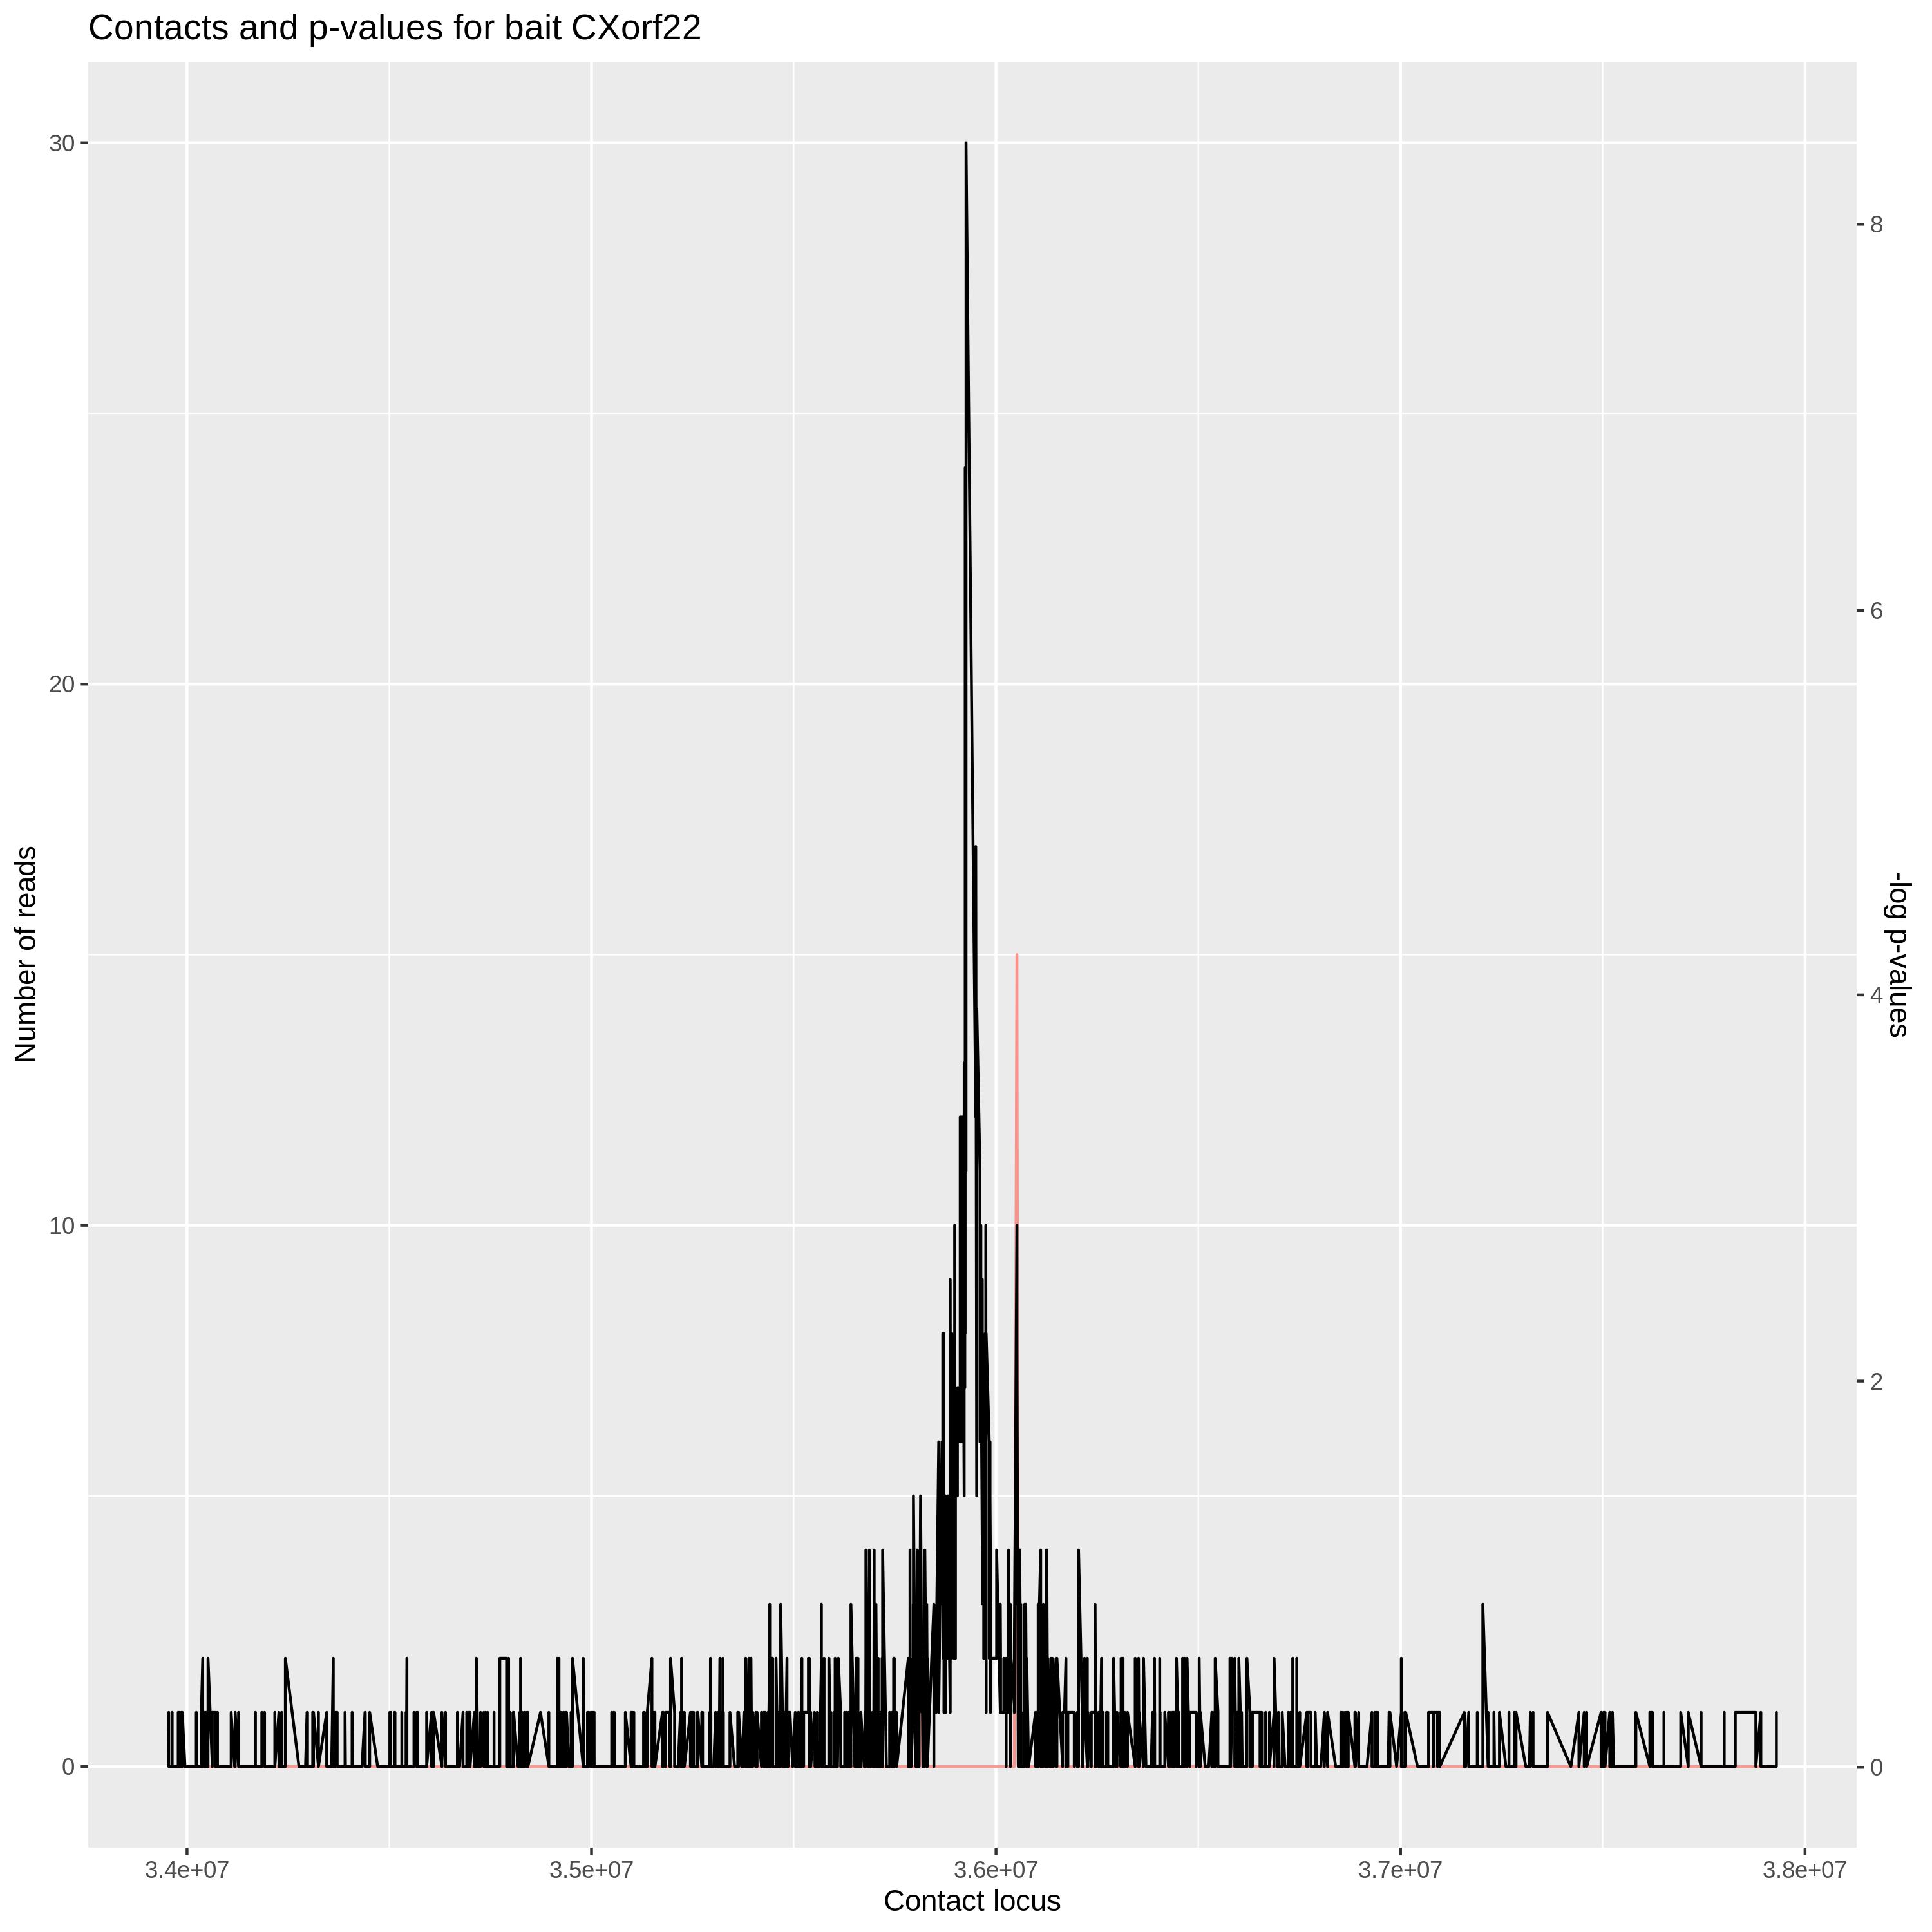 Contacts and p-values for bait CXorf22
30
20
10
0
Number of reads
8
6
4
2
0
-log p-values
3.4e+07
3.5e+07
3.6e+07
3.7e+07
3.8e+07
Contact locus